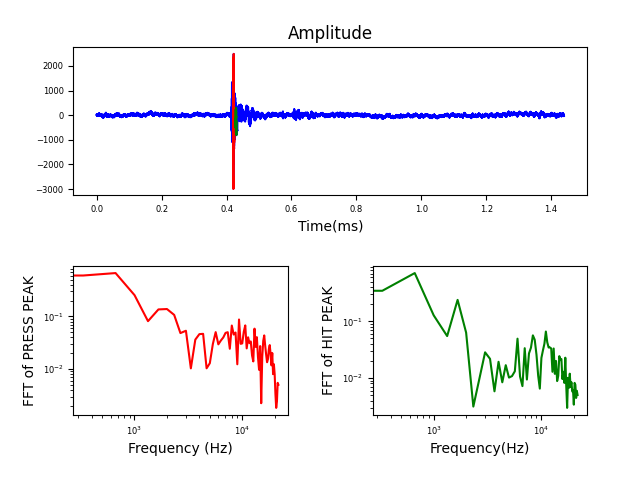 Amplitude
2000
1000
0
−1000
−2000
−3000
0.0 0.2 0.4 0.6 0.8 1.0 1.2 1.4
Time(ms)
FFT of PRESS PEAK
10⁻¹
10⁻²
10³ 10⁴
Frequency (Hz)
FFT of HIT PEAK
10⁻¹
10⁻²
10³ 10⁴
Frequency(Hz)